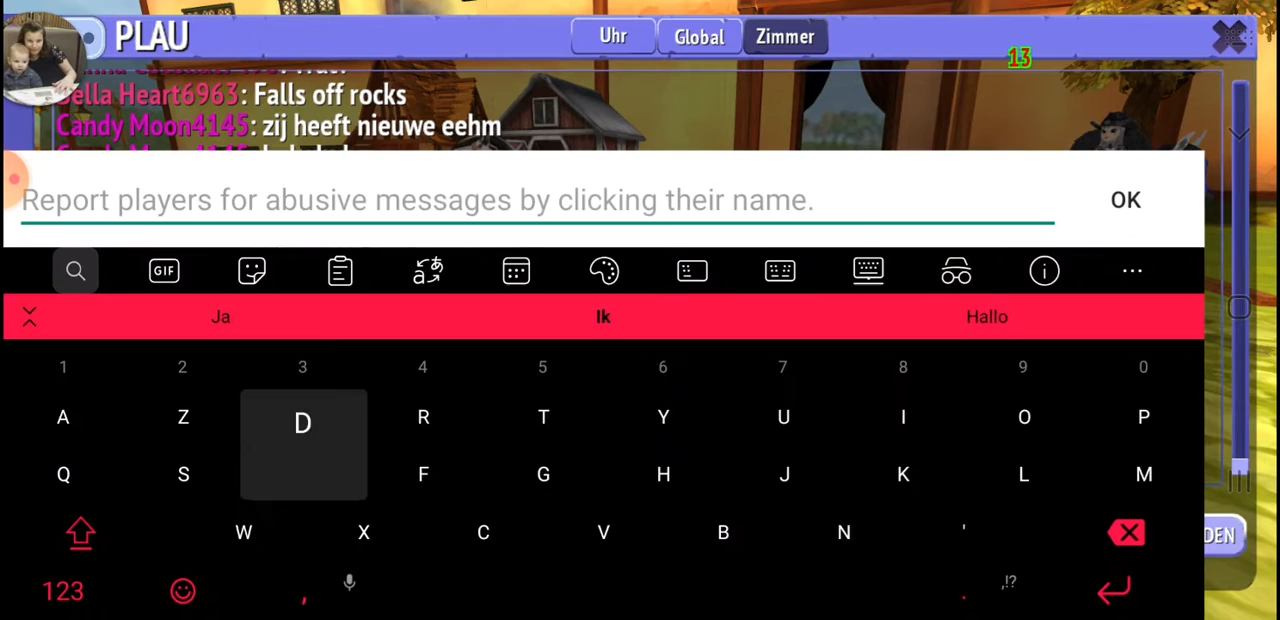 PLAU Uhr Global Zimmer
13
Bella Heart6963: Falls off rocks
Candy Moon4145: zij heeft nieuwe eehm
Report players for abusive messages by clicking their name. OK
GIF
Ja Ik Hallo
1 2 3 4 5 6 7 8 9 0
A Z D R T Y U I O P
Q S F G H J K L M
W X C V B N '
DEN
123 , . ,!?